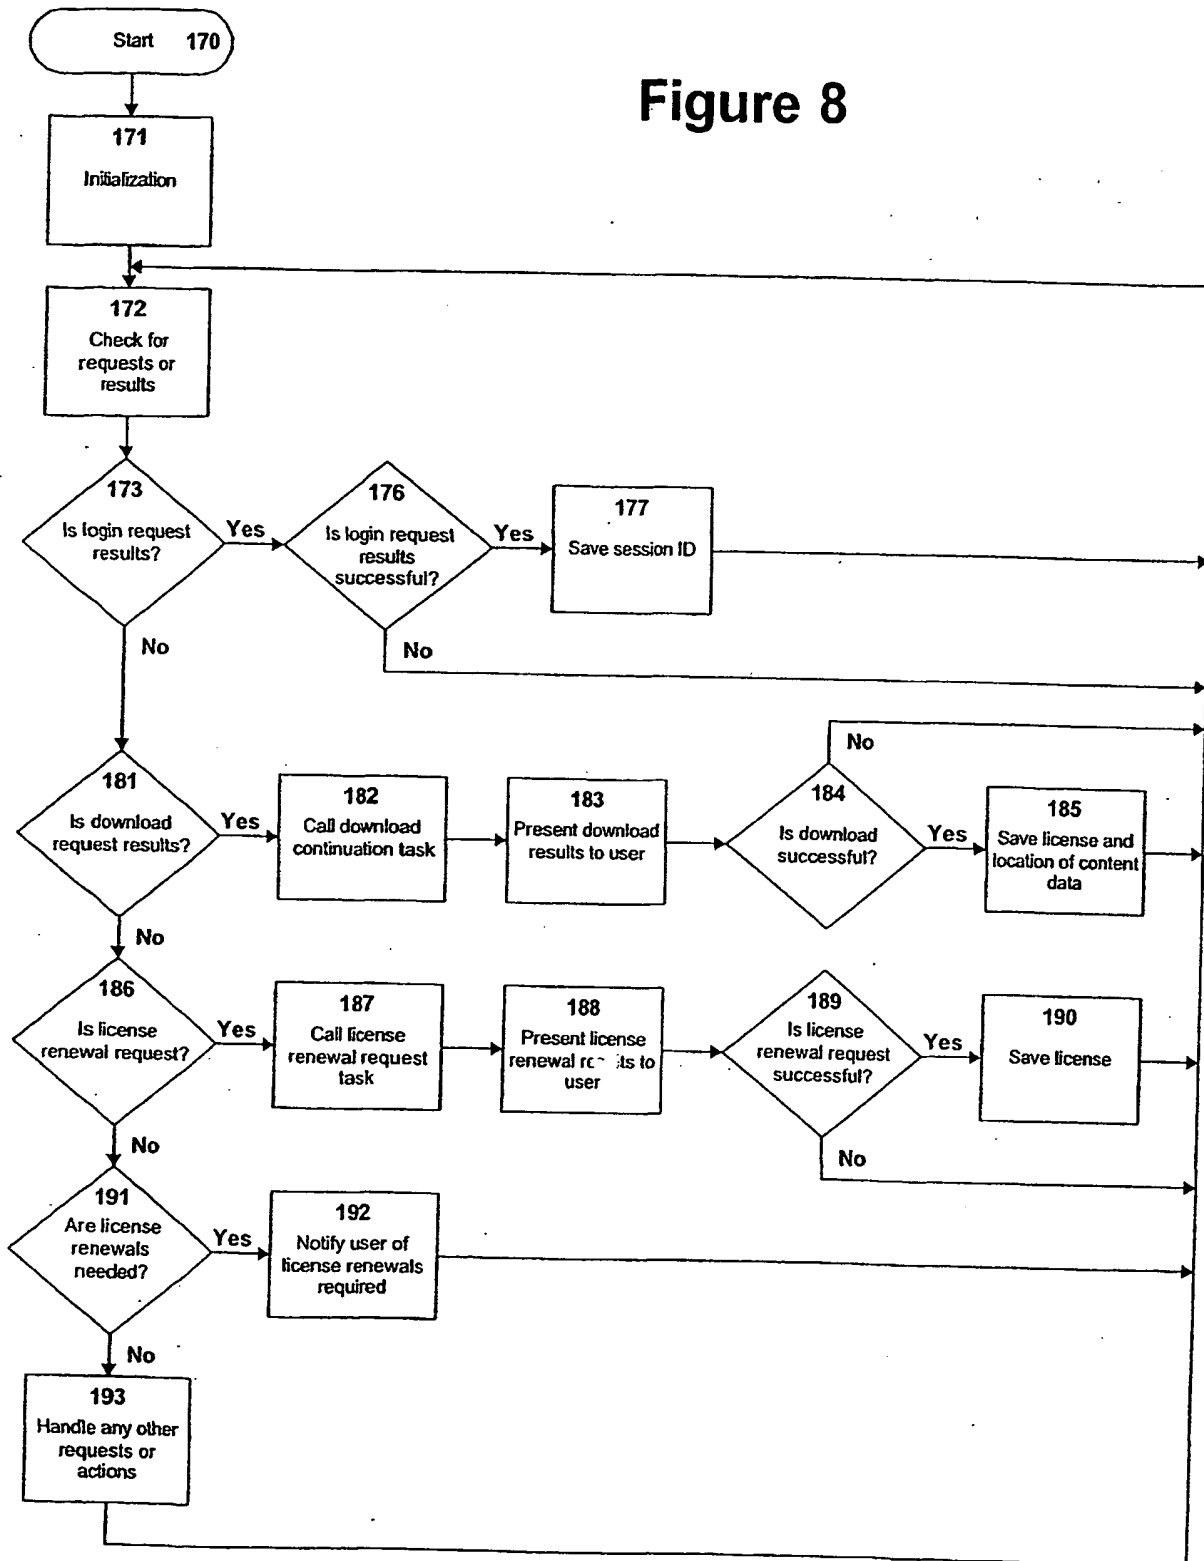 Start 170
Figure 8
171
Initialization
172
Check for
requests or
results
173
Is login request
results?
Yes
No
176
Is login request
results
successful?
Yes
No
177
Save session ID
181
Is download
request results?
Yes
No
182
Call download
continuation task
183
Present download
results to user
184
Is download
successful?
No
Yes
185
Save license and
location of content
data
186
Is license
renewal request?
Yes
No
187
Call license
renewal request
task
188
Present license
renewal to
user
189
Is license
renewal request
successful?
Yes
No
190
Save license
191
Are license
renewals
needed?
Yes
No
192
Notify user of
license renewals
required
193
Handle any other
requests or
actions